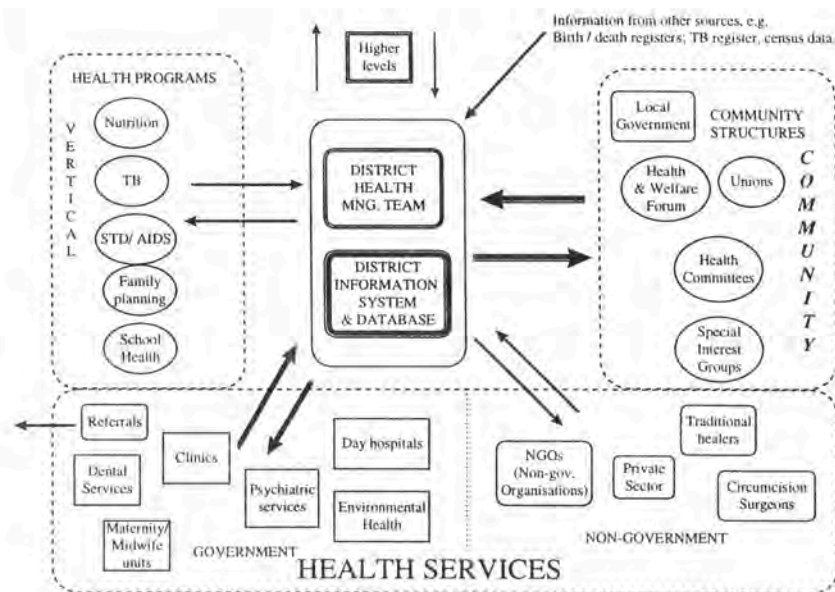 Information from other sources, e.g.
Birth / death registers; TB register, census data
Higher
levels
HEALTH PROGRAMS
VERTICAL
Nutrition
TB
STD/ AIDS
Family
planning
School
Health
DISTRICT
HEALTH
MNG. TEAM
DISTRICT
INFORMATION
SYSTEM
& DATABASE
Local
Government
COMMUNITY
STRUCTURES
Health
& Welfare
Forum
Unions
Health
Committees
Special
Interest
Groups
COMMUNITY
Referrals
Dental
Services
Clinics
Maternity/
Midwife
units
Psychiatric
services
Day hospitals
Environmental
Health
GOVERNMENT
NGOs
(Non-gov.
Organisations)
Private
Sector
Traditional
healers
Circumcision
Surgeons
NON-GOVERNMENT
HEALTH SERVICES